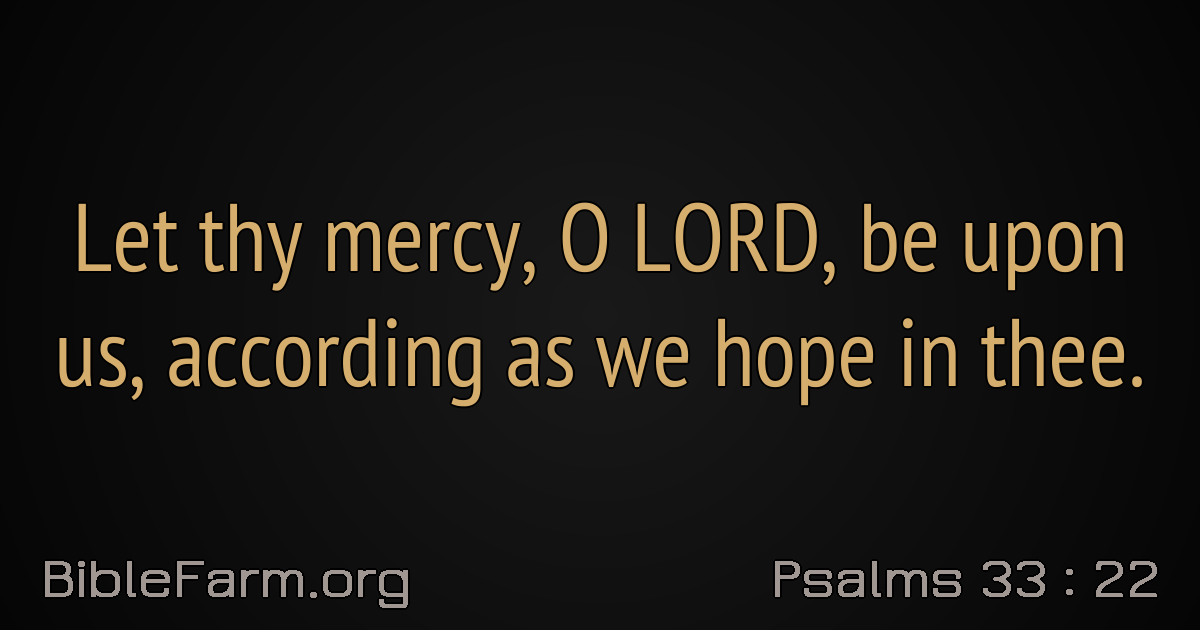 Let thy mercy, O LORD, be upon
us, according as we hope in thee.
BibleFarm.org
Psalms 33 : 22